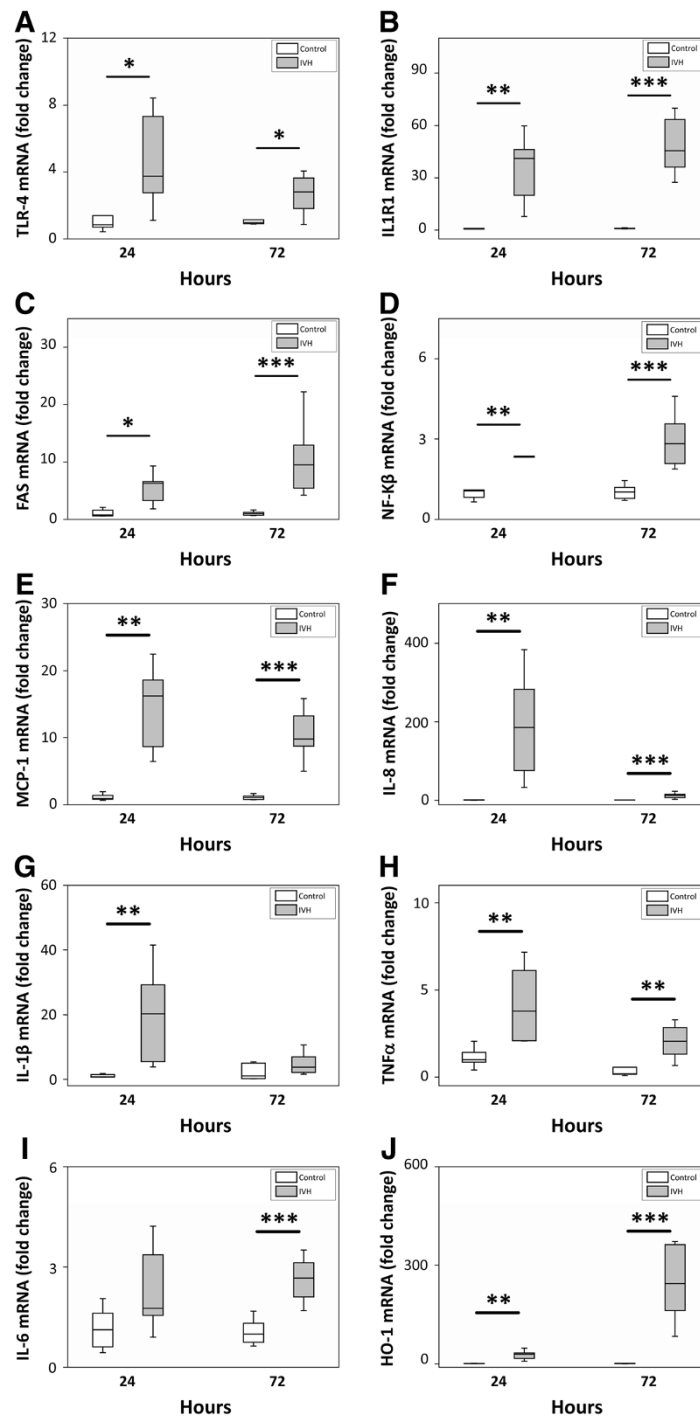 A
TLR-4 mRNA (fold change)
12
8
4
0
Control
IVH
*
*
24
72
Hours
B
IL1R1 mRNA (fold change)
90
60
30
0
Control
IVH
**
***
24
72
Hours
C
FAS mRNA (fold change)
30
20
10
0
Control
IVH
*
***
24
72
Hours
D
NF-Kβ mRNA (fold change)
6
3
0
Control
IVH
**
***
24
72
Hours
E
MCP-1 mRNA (fold change)
30
20
10
0
Control
IVH
**
***
24
72
Hours
F
IL-8 mRNA (fold change)
400
200
0
Control
IVH
**
***
24
72
Hours
G
IL-1β mRNA (fold change)
60
40
20
0
Control
IVH
**
24
72
Hours
H
TNFα mRNA (fold change)
10
5
0
Control
IVH
**
**
24
72
Hours
I
IL-6 mRNA (fold change)
6
3
0
Control
IVH
***
24
72
Hours
J
HO-1 mRNA (fold change)
600
300
0
Control
IVH
**
***
24
72
Hours